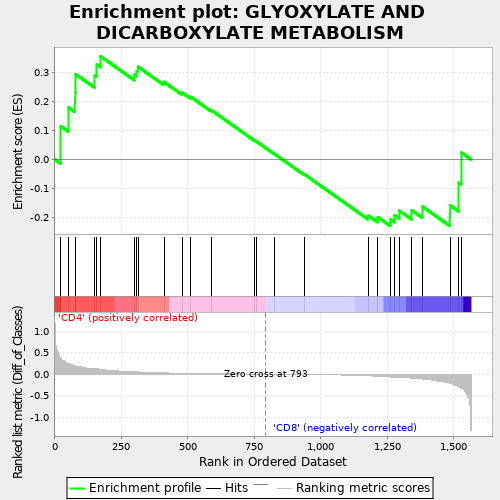 Enrichment plot: GLYOXYLATE AND
DICARBOXYLATE METABOLISM
Enrichment score (ES)
0.3
0.2
0.1
0.0
-0.1
-0.2
'CD4' (positively correlated)
Ranked list metric (Diff_of_Classes)
1.0
0.5
0.0
-0.5
-1.0
Zero cross at 793
'CD8' (negatively correlated)
0
250
500
750
1,000
1,250
1,500
Rank in Ordered Dataset
Enrichment profile
Hits
Ranking metric scores